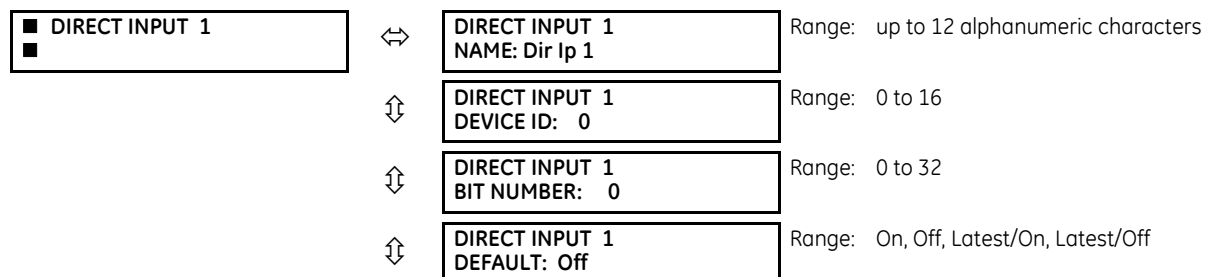 ■ DIRECT INPUT 1
■
DIRECT INPUT 1
NAME: Dir Ip 1
Range: up to 12 alphanumeric characters
DIRECT INPUT 1
DEVICE ID: 0
Range: 0 to 16
DIRECT INPUT 1
BIT NUMBER: 0
Range: 0 to 32
DIRECT INPUT 1
DEFAULT: Off
Range: On, Off, Latest/On, Latest/Off